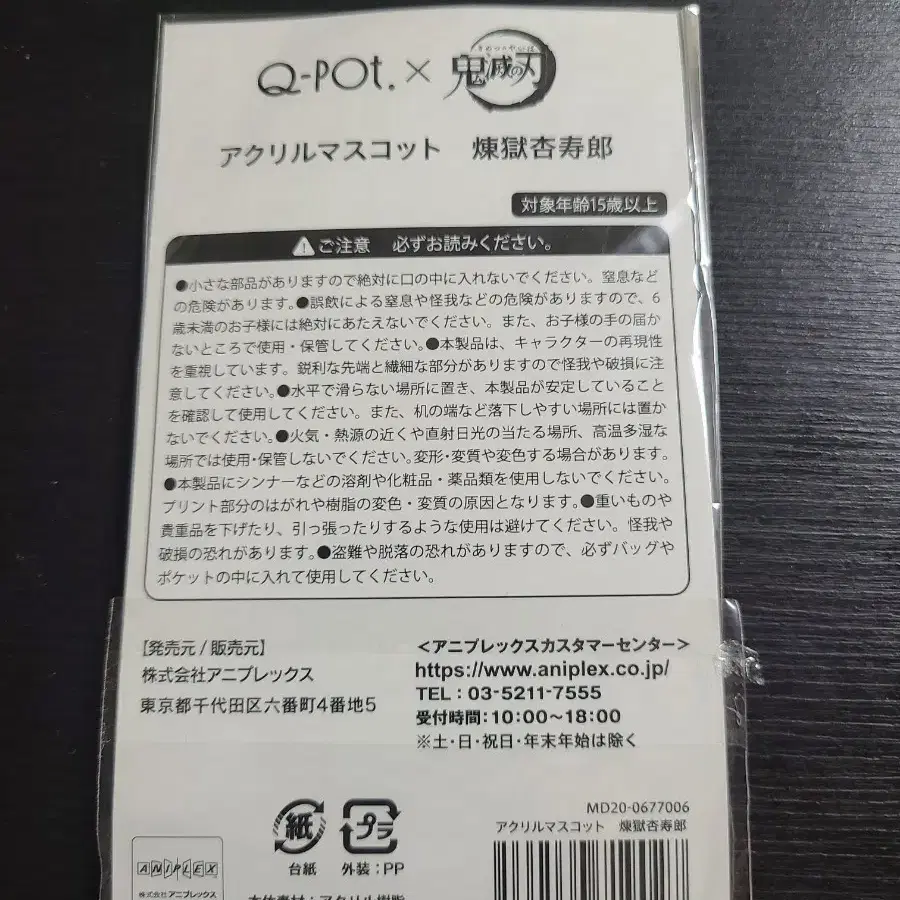 Q-POt. × 鬼滅の刃
きめつのやいば
アクリルマスコット 煉獄杏寿郎
対象年齢15歳以上
ご注意 必ずお読みください。
●小さな部品がありますので絶対に口の中に入れないでください。窒息など
の危険があります。●誤飲による窒息や怪我などの危険がありますので、6
歳未満のお子様には絶対にあたえないでください。また、お子様の手の届か
ないところで使用・保管してください。●本製品は、キャラクターの再現性
を重視しています。鋭利な先端と繊細な部分がありますので怪我や破損に注
意してください。●水平で滑らない場所に置き、本製品が安定していること
を確認して使用してください。また、机の端など落下しやすい場所には置か
ないでください。●火気・熱源の近くや直射日光の当たる場所、高温多湿な
場所では使用・保管しないでください。変形・変質や変色する場合があります。
●本製品にシンナーなどの溶剤や化粧品・薬品類を使用しないでください。
プリント部分のはがれや樹脂の変色・変質の原因となります。●重いものや
貴重品を下げたり、引っ張ったりするような使用は避けてください。怪我や
破損の恐れがあります。●盗難や脱落の恐れがありますので、必ずバッグや
ポケットの中に入れて使用してください。
【発売元/販売元】
株式会社アニプレックス
東京都千代田区六番町4番地5
<アニプレックスカスタマーセンター>
https://www.aniplex.co.jp/
TEL:03-5211-7555
受付時間:10:00~18:00
※土・日・祝日・年末年始は除く
紙
台紙
プラ
外装:PP
MD20-0677006
アクリルマスコット 煉獄杏寿郎
ANIPLEX
株式会社アニプレックス
本体素材:アクリル樹脂